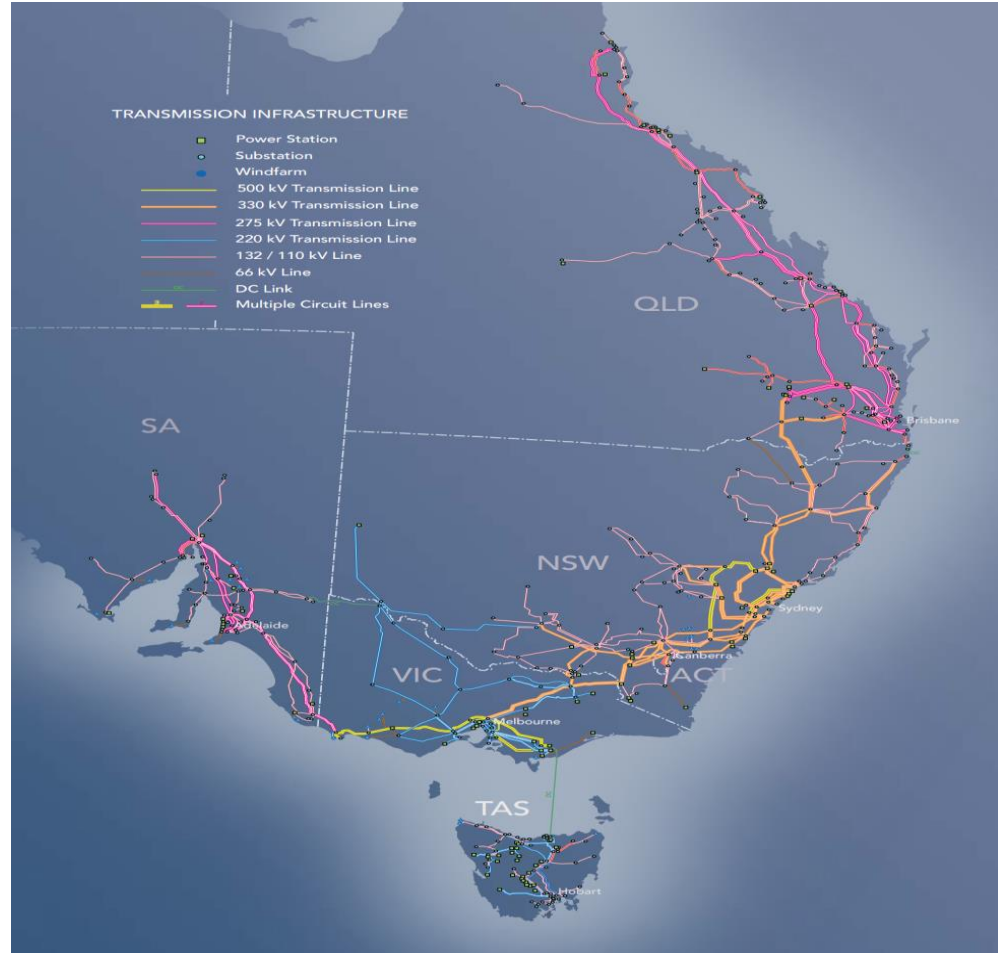 TRANSMISSION INFRASTRUCTURE
Power Station
Substation
Windfarm
500 kV Transmission Line
330 kV Transmission Line
275 kV Transmission Line
220 kV Transmission Line
132 / 110 kV Line
66 kV Line
DC Link
Multiple Circuit Lines
QLD
Brisbane
SA
NSW
Sydney
Adelaide
Canberra
VIC
ACT
Melbourne
TAS
Hobart